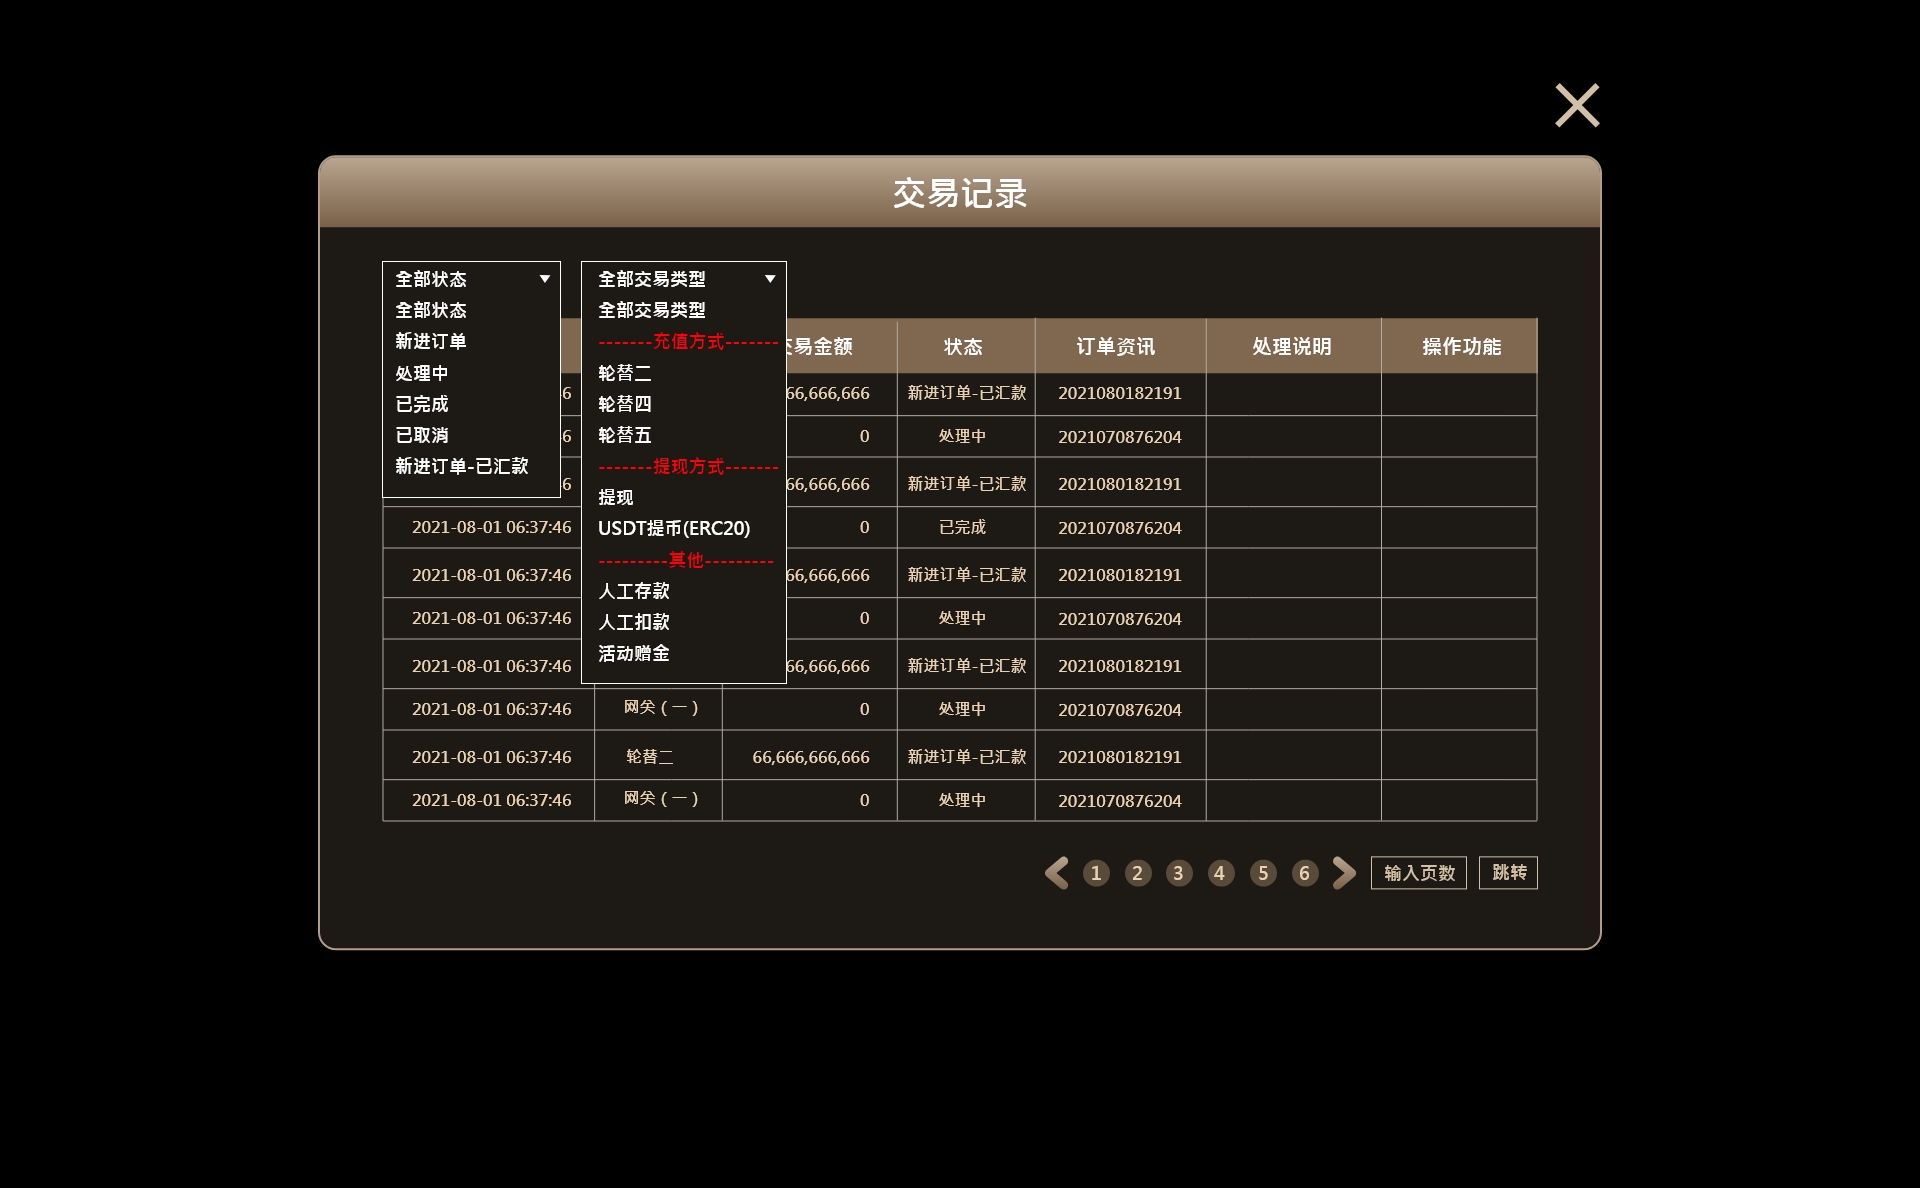 交易记录
全部状态
全部状态
新进订单
处理中
已完成
已取消
新进订单-已汇款
全部交易类型
全部交易类型
-------充值方式-------
轮替二
轮替四
轮替五
-------提现方式-------
提现
USDT提币(ERC20)
---------其他---------
人工存款
人工扣款
活动赠金
交易金额 状态 订单资讯 处理说明 操作功能
6 66,666,666 新进订单-已汇款 2021080182191
6 0 处理中 2021070876204
6 66,666,666 新进订单-已汇款 2021080182191
2021-08-01 06:37:46 0 已完成 2021070876204
2021-08-01 06:37:46 66,666,666 新进订单-已汇款 2021080182191
2021-08-01 06:37:46 0 处理中 2021070876204
2021-08-01 06:37:46 66,666,666 新进订单-已汇款 2021080182191
2021-08-01 06:37:46 网关 ( 一 ) 0 处理中 2021070876204
2021-08-01 06:37:46 轮替二 66,666,666,666 新进订单-已汇款 2021080182191
2021-08-01 06:37:46 网关 ( 一 ) 0 处理中 2021070876204
1 2 3 4 5 6 输入页数 跳转